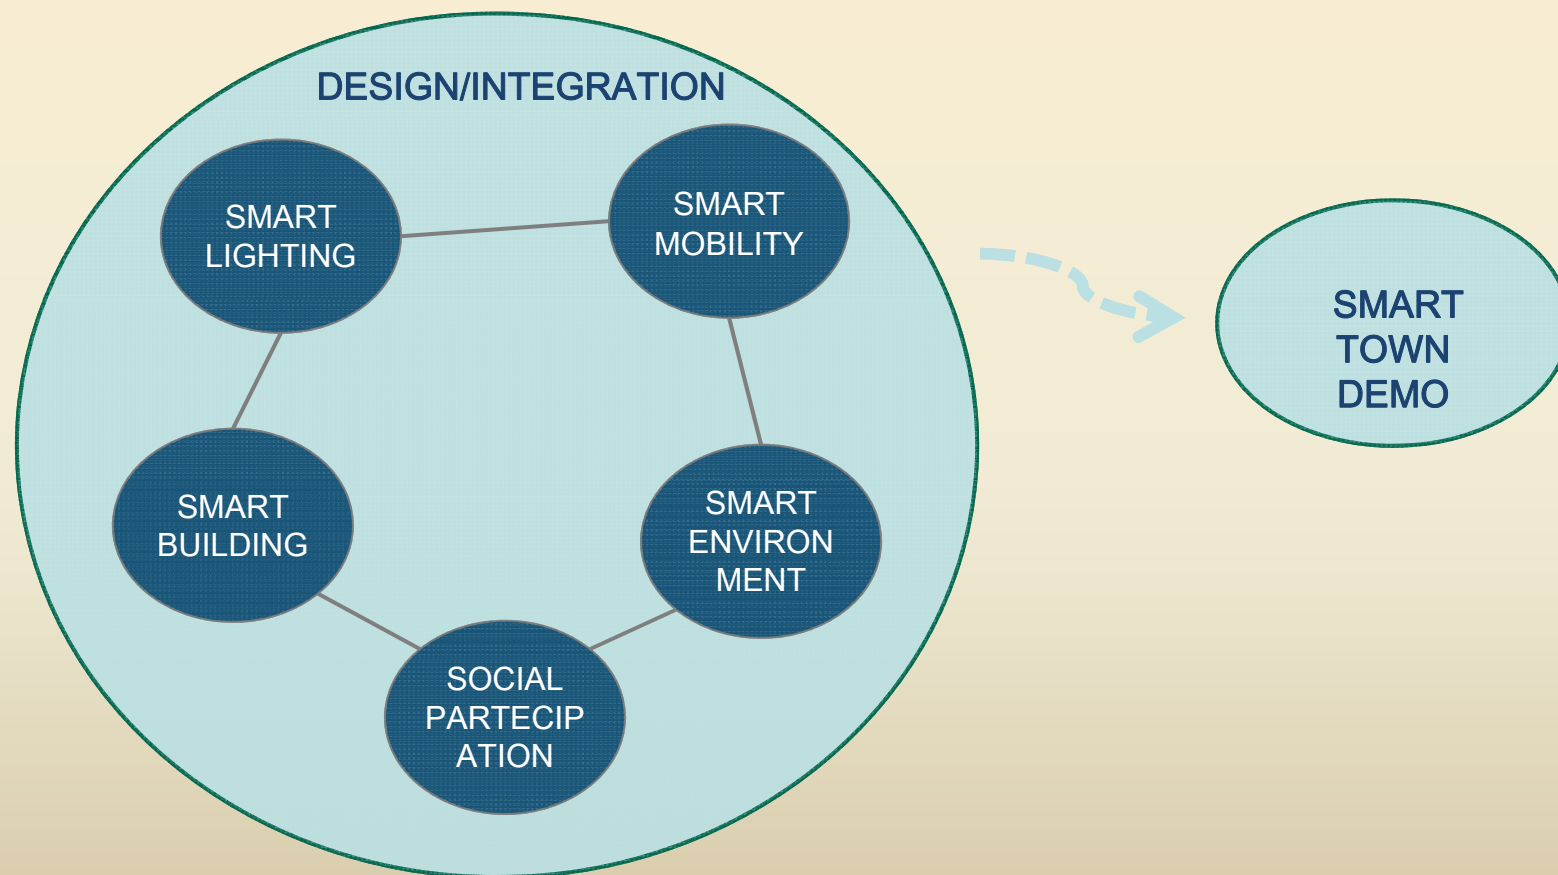 DESIGN/INTEGRATION
SMART
LIGHTING
SMART
MOBILITY
SMART
TOWN
DEMO
SMART
BUILDING
SMART
ENVIRON
MENT
SOCIAL
PARTECIP
ATION